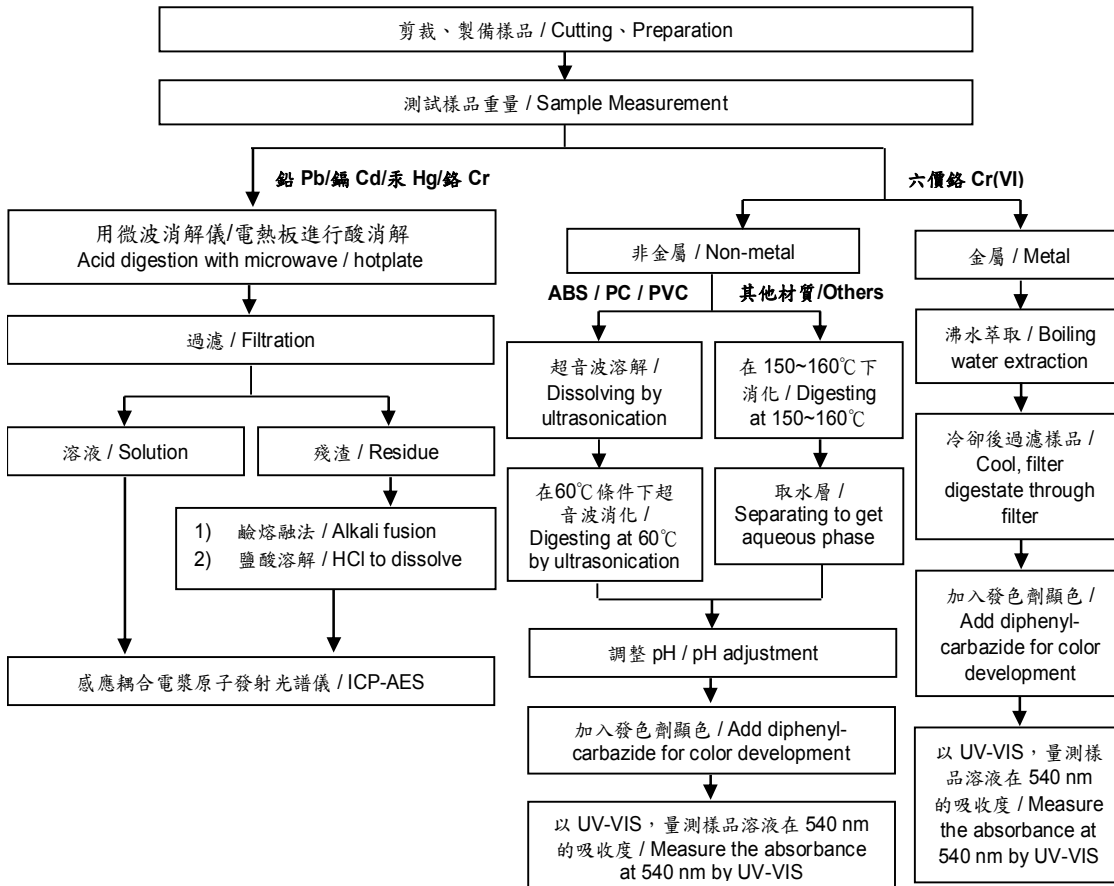 剪裁、製備樣品 / Cutting、Preparation
測試樣品重量 / Sample Measurement
鉛 Pb/鎘 Cd/汞 Hg/鉻 Cr
用微波消解儀/電熱板進行酸消解
Acid digestion with microwave / hotplate
過濾 / Filtration
溶液 / Solution
殘渣 / Residue
1) 鹼熔融法 / Alkali fusion
2) 鹽酸溶解 / HCl to dissolve
感應耦合電漿原子發射光譜儀 / ICP-AES
六價鉻 Cr(VI)
非金屬 / Non-metal
ABS / PC / PVC
超音波溶解 /
Dissolving by
ultrasonication
在60℃條件下超
音波消化 /
Digesting at 60℃
by ultrasonication
其他材質/Others
在 150~160℃下
消化 / Digesting
at 150~160℃
取水層 /
Separating to get
aqueous phase
調整 pH / pH adjustment
加入發色劑顯色 / Add diphenyl-
carbazide for color development
以 UV-VIS，量測樣品溶液在 540 nm
的吸收度 / Measure the absorbance
at 540 nm by UV-VIS
金屬 / Metal
沸水萃取 / Boiling
water extraction
冷卻後過濾樣品 /
Cool, filter
digestate through
filter
加入發色劑顯色 /
Add diphenyl-
carbazide for color
development
以 UV-VIS，量測樣
品溶液在 540 nm
的吸收度 / Measure
the absorbance at
540 nm by UV-VIS